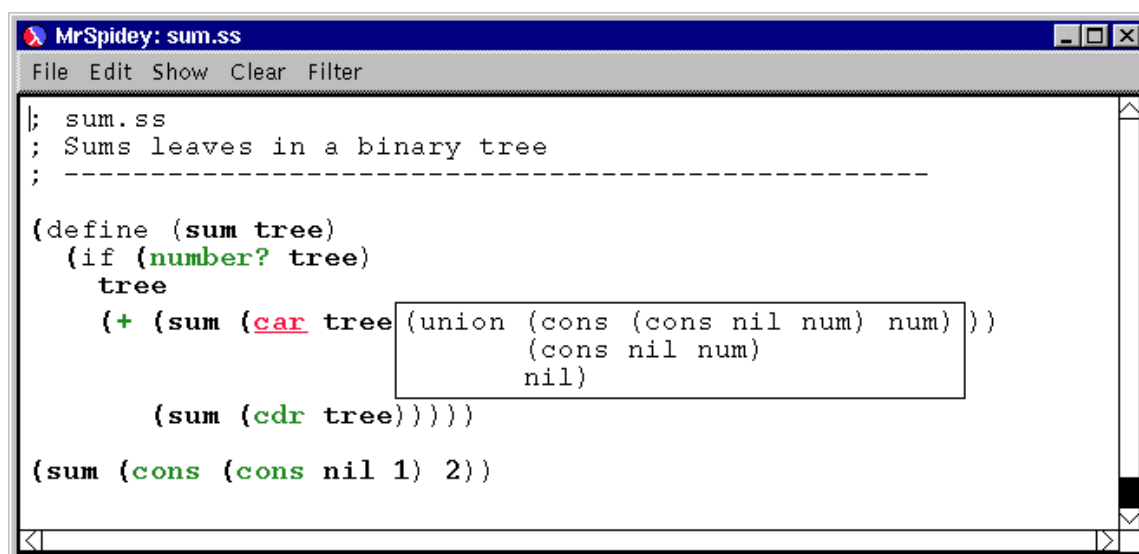 MrSpidey: sum.ss
File Edit Show Clear Filter
; sum.ss
; Sums leaves in a binary tree
; --------------------------------------------------
(define (sum tree)
(if (number? tree)
tree
(+ (sum (car tree (union (cons (cons nil num) num) ))
(cons nil num)
nil)
(sum (cdr tree)))))
(sum (cons (cons nil 1) 2))